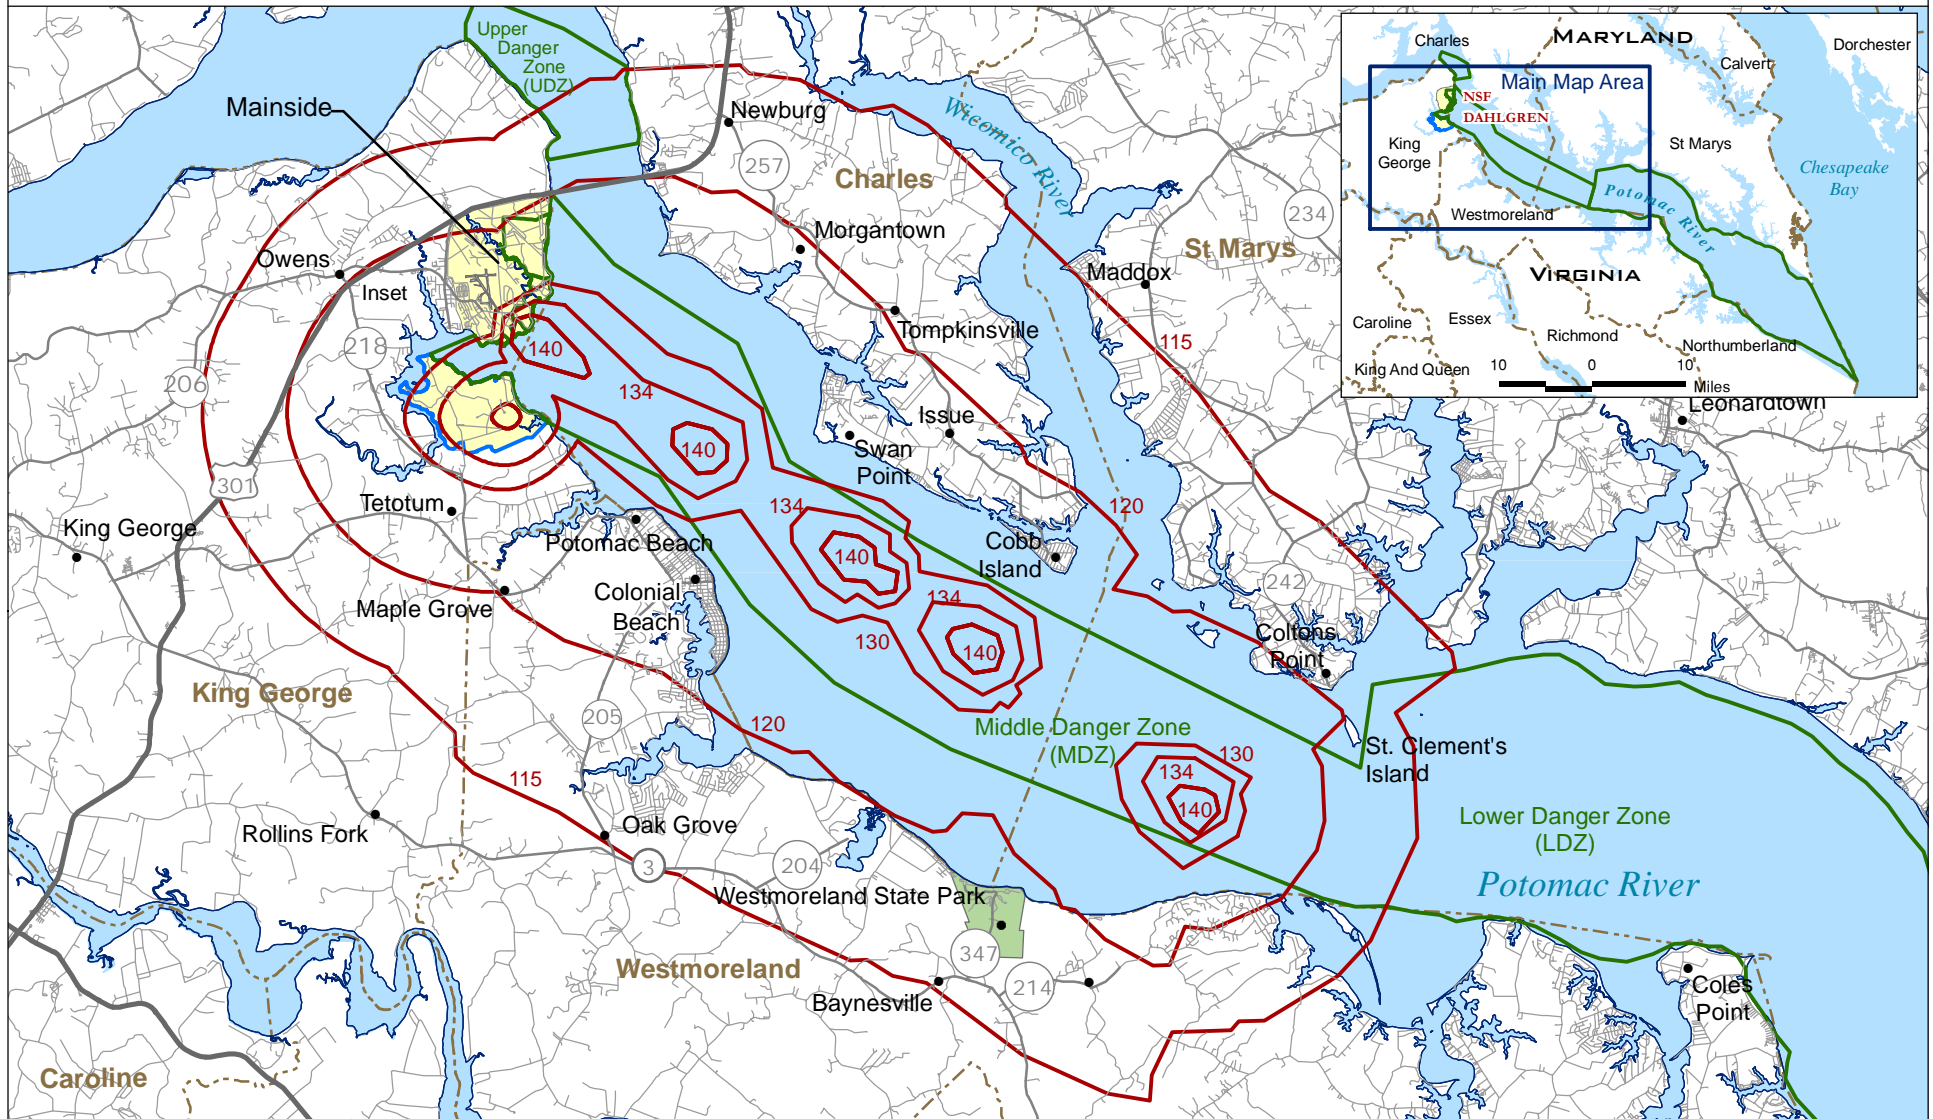 Upper
Danger
Zone
(UDZ)
Mainside
Newburg
257
Charles
Wicomico River
234
St Marys
Morgantown
Maddox
Owens
Inset
Tompkinsville
115
218
206
140
134
Issue
Swan
Point
140
301
Tetotum
134
120
King George
Potomac Beach
140
Cobb
Island
242
Colonial
Beach
134
Maple Grove
130
140
Coltons
Point
King George
205
120
Middle Danger Zone
(MDZ)
130
134
140
St. Clement's
Island
115
Rollins Fork
Oak Grove
3
204
Lower Danger Zone
(LDZ)
Potomac River
Westmoreland State Park
347
214
Westmoreland
Baynesville
Coles
Point
Caroline
Leonardtown
Charles
MARYLAND
Dorchester
Calvert
Main Map Area
NSF
DAHLGREN
King
George
St Marys
Chesapeake
Bay
Potomac River
Westmoreland
VIRGINIA
Caroline
Essex
Richmond
Northumberland
King And Queen
10
0
10
Miles